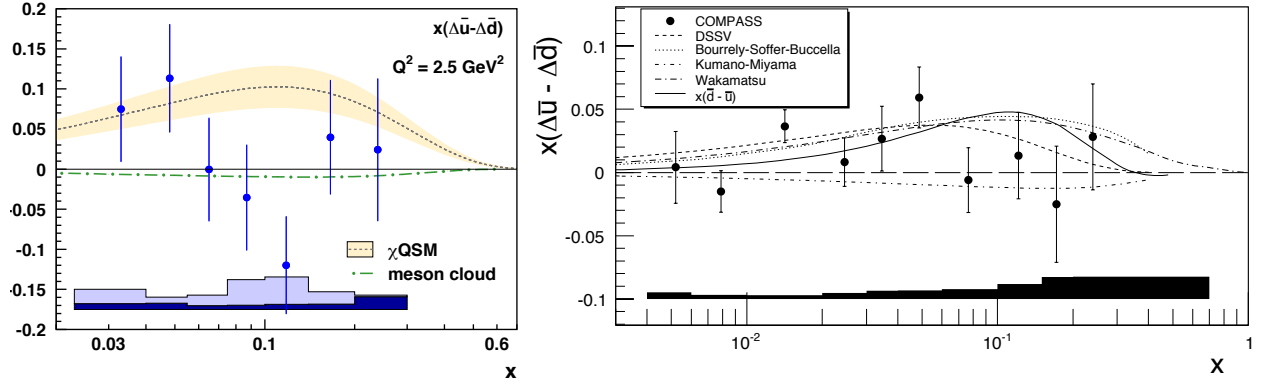 x(Δū-Δd̄)
Q² = 2.5 GeV²
0.2
0.15
0.1
0.05
0
-0.05
-0.1
-0.15
-0.2
χQSM
meson cloud
0.03
0.1
0.6
x
COMPASS
DSSV
Bourrely-Soffer-Buccella
Kumano-Miyama
Wakamatsu
x(d̄ - ū)
x(Δū - Δd̄)
0.1
0.05
0
-0.05
-0.1
10⁻²
10⁻¹
1
x